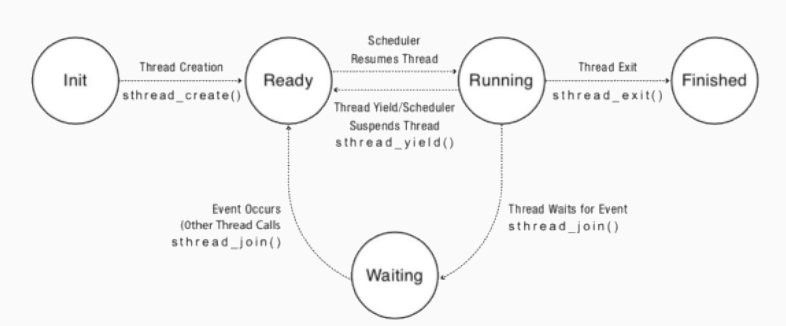 Init
Thread Creation
sthread_create()
Ready
Scheduler
Resumes Thread
Thread Yield/Scheduler
Suspends Thread
sthread_yield()
Running
Thread Exit
sthread_exit()
Finished
Event Occurs
(Other Thread Calls
sthread_join()
Thread Waits for Event
sthread_join()
Waiting